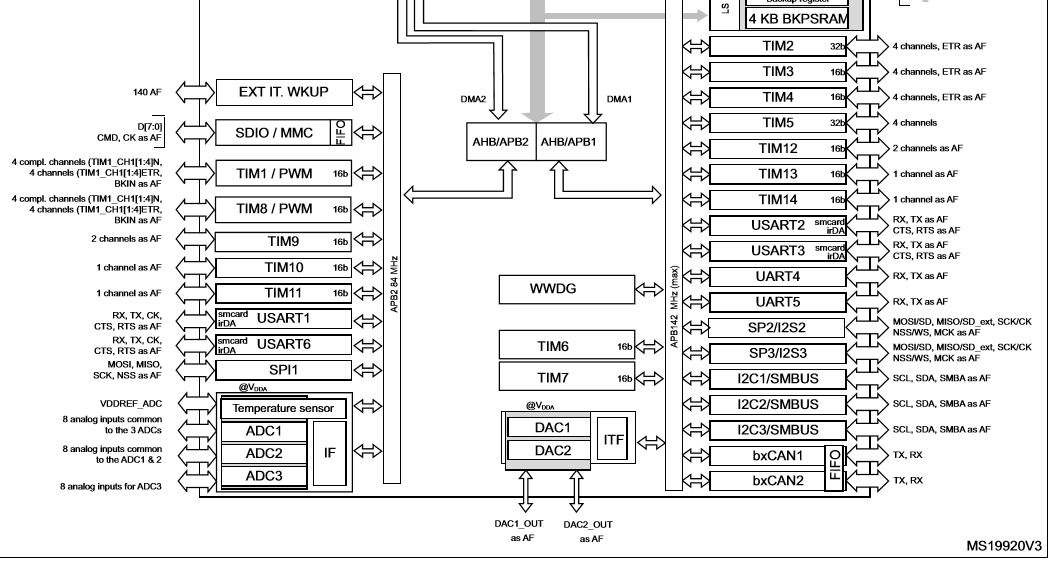 LS
4 KB BKPSRAM
140 AF
EXT IT. WKUP
D[7:0]
CMD, CK as AF
SDIO / MMC
FIFO
4 compl. channels (TIM1_CH1[1:4]N,
4 channels (TIM1_CH1[1:4]ETR,
BKIN as AF
TIM1 / PWM
16b
4 compl. channels (TIM1_CH1[1:4]N,
4 channels (TIM1_CH1[1:4]ETR,
BKIN as AF
TIM8 / PWM
16b
2 channels as AF
TIM9
16b
1 channel as AF
TIM10
16b
1 channel as AF
TIM11
16b
RX, TX, CK,
CTS, RTS as AF
smcard
irDA
USART1
RX, TX, CK,
CTS, RTS as AF
smcard
irDA
USART6
MOSI, MISO,
SCK, NSS as AF
SPI1
@VDDA
VDDREF_ADC
Temperature sensor
8 analog inputs common
to the 3 ADCs
ADC1
8 analog inputs common
to the ADC1 & 2
ADC2
8 analog inputs for ADC3
ADC3
IF
APB2 84 MHz
DMA2
DMA1
AHB/APB2
AHB/APB1
WWDG
TIM6
16b
TIM7
16b
@VDDA
DAC1
DAC2
ITF
DAC1_OUT
as AF
DAC2_OUT
as AF
APB142 MHz (max)
TIM2
32b
4 channels, ETR as AF
TIM3
16b
4 channels, ETR as AF
TIM4
16b
4 channels, ETR as AF
TIM5
32b
4 channels
TIM12
16b
2 channels as AF
TIM13
16b
1 channel as AF
TIM14
16b
1 channel as AF
USART2
smcard
irDA
RX, TX as AF
CTS, RTS as AF
USART3
smcard
irDA
RX, TX as AF
CTS, RTS as AF
UART4
RX, TX as AF
UART5
RX, TX as AF
SP2/I2S2
MOSI/SD, MISO/SD_ext, SCK/CK
NSS/WS, MCK as AF
SP3/I2S3
MOSI/SD, MISO/SD_ext, SCK/CK
NSS/WS, MCK as AF
I2C1/SMBUS
SCL, SDA, SMBA as AF
I2C2/SMBUS
SCL, SDA, SMBA as AF
I2C3/SMBUS
SCL, SDA, SMBA as AF
bxCAN1
TX, RX
FIFO
bxCAN2
TX, RX
MS19920V3